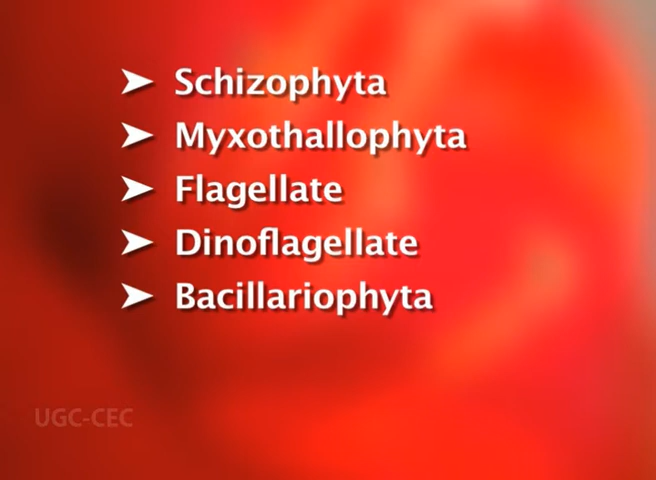 ➤ Schizophyta
➤ Myxothallophyta
➤ Flagellate
➤ Dinoflagellate
➤ Bacillariophyta
UGC-CEC